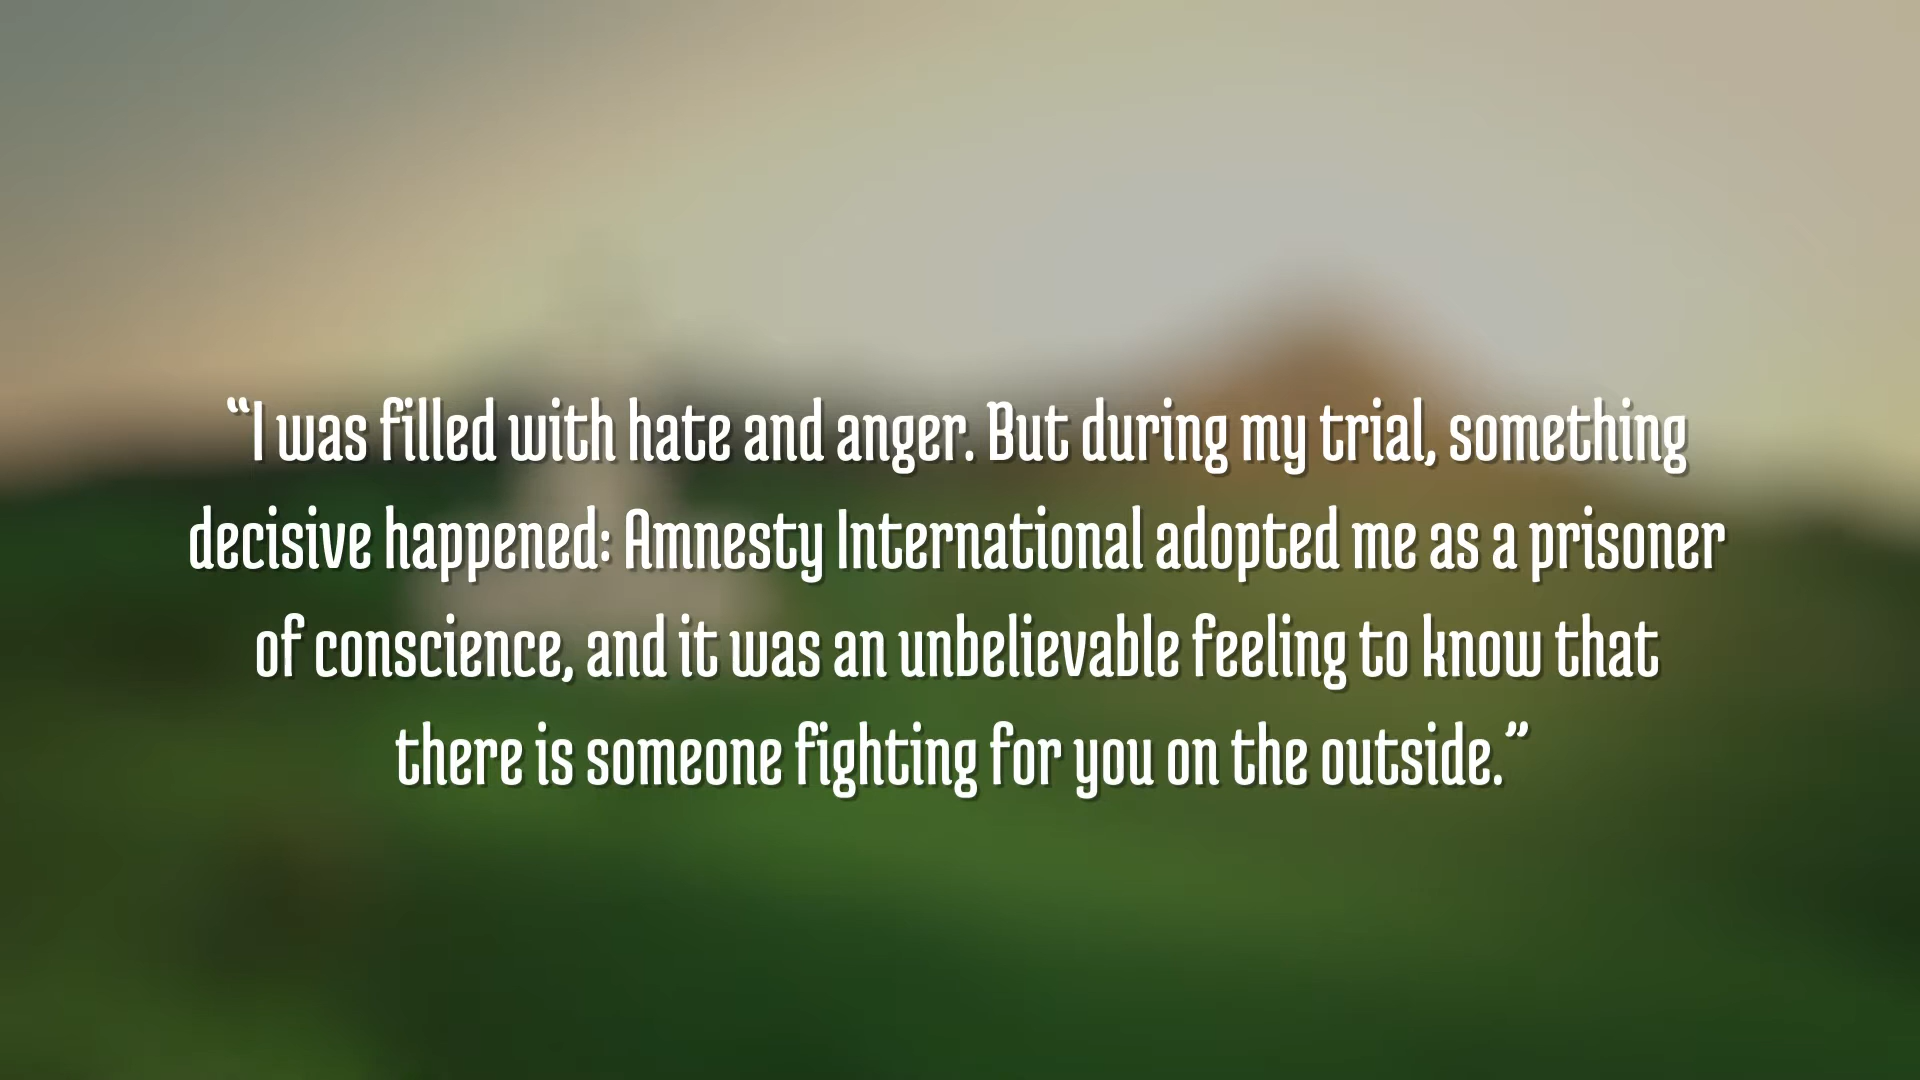 “I was filled with hate and anger. But during my trial, something
decisive happened: Amnesty International adopted me as a prisoner
of conscience, and it was an unbelievable feeling to know that
there is someone fighting for you on the outside.”